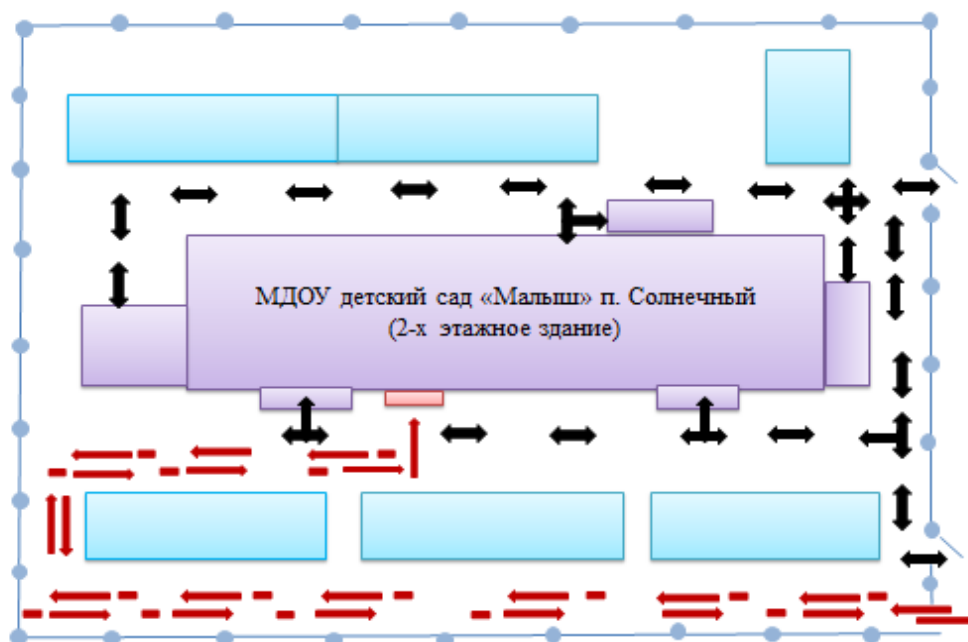 МДОУ детский сад «Малыш» п. Солнечный
(2-х этажное здание)